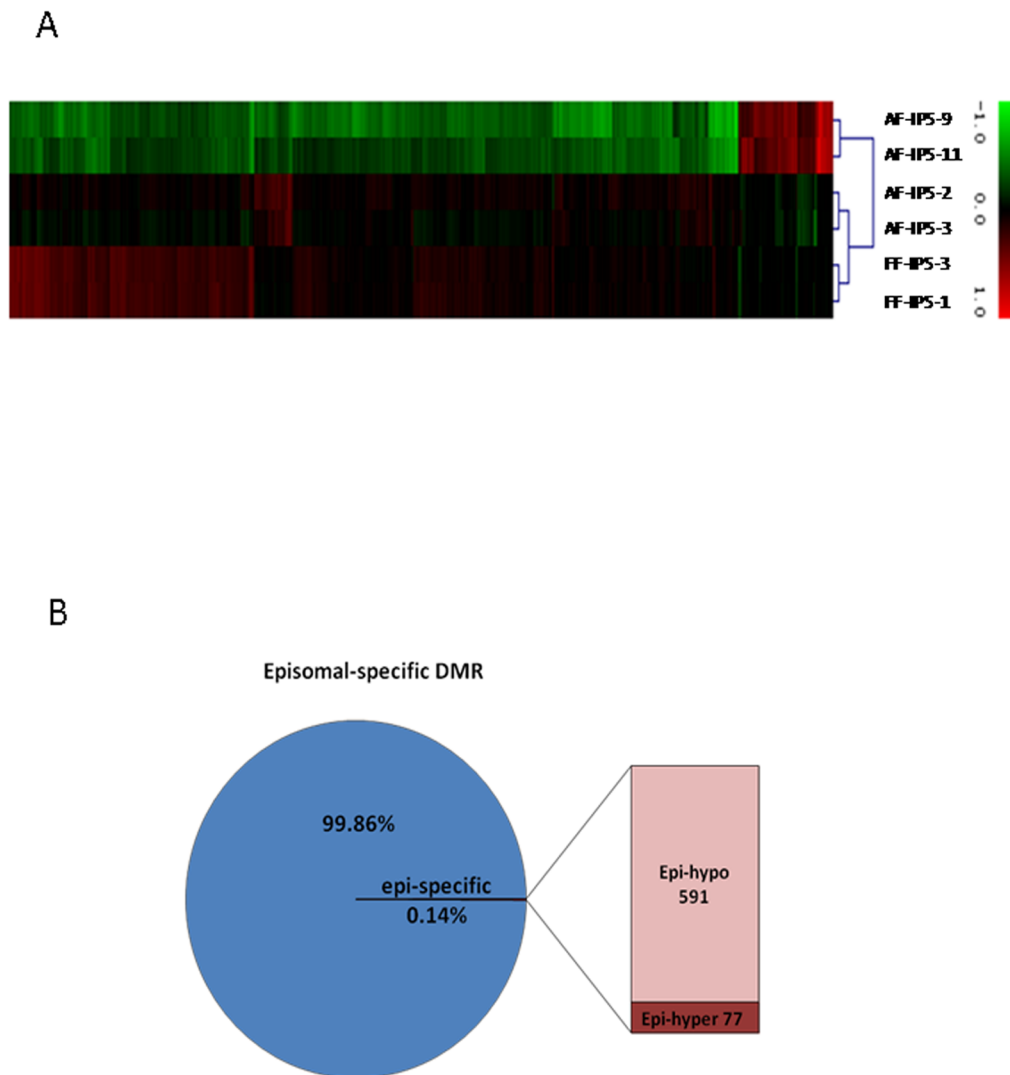 A
AF-IPS-9
AF-IPS-11
AF-IPS-2
AF-IPS-3
FF-IPS-3
FF-IPS-1
-1.0
0.0
1.0
B
Episomal-specific DMR
99.86%
epi-specific
0.14%
Epi-hypo
591
Epi-hyper 77